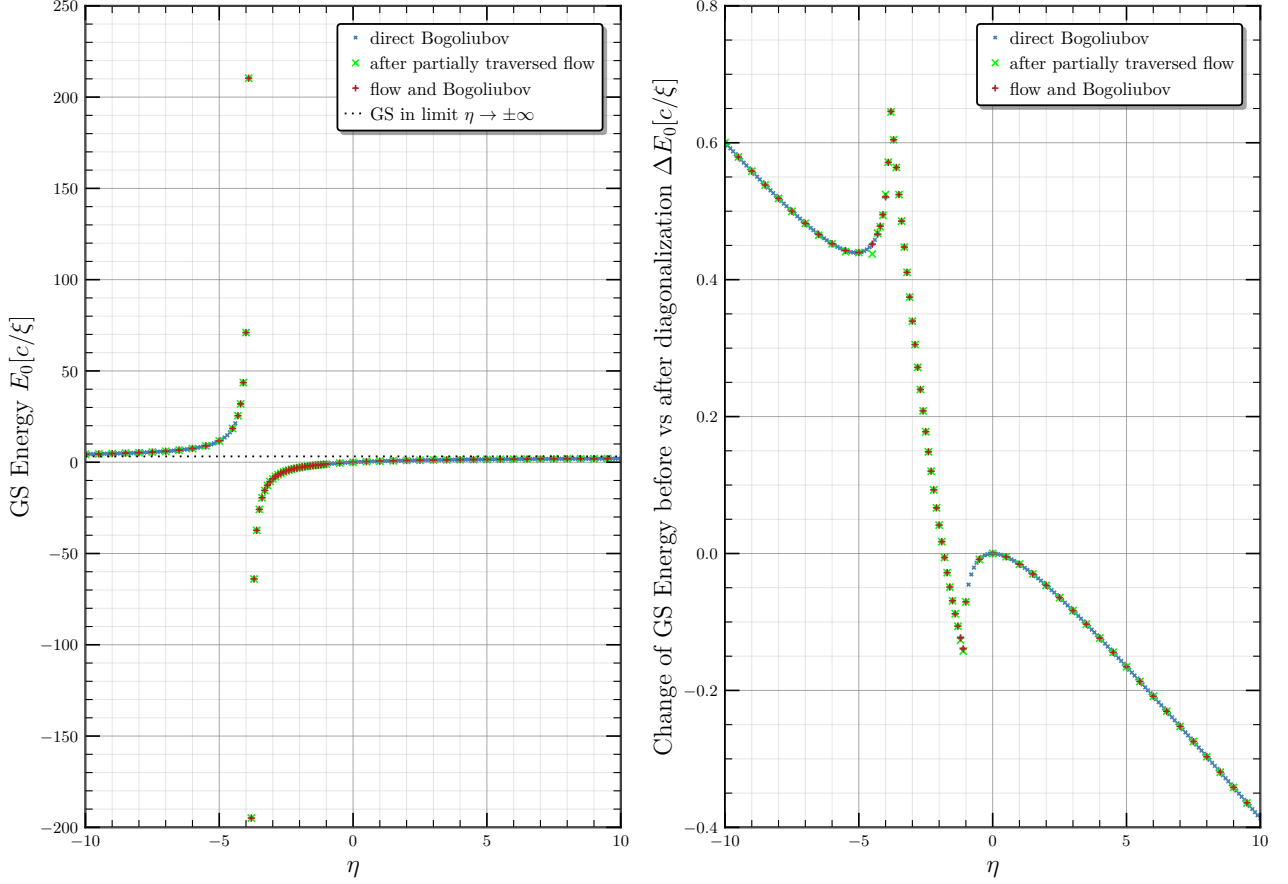 GS Energy E₀[c/ξ]
250
200
150
100
50
0
−50
−100
−150
−200
−10
−5
0
5
10
η
direct Bogoliubov
after partially traversed flow
flow and Bogoliubov
GS in limit η → ±∞
Change of GS Energy before vs after diagonalization ΔE₀[c/ξ]
0.8
0.6
0.4
0.2
0.0
−0.2
−0.4
−10
−5
0
5
10
η
direct Bogoliubov
after partially traversed flow
flow and Bogoliubov